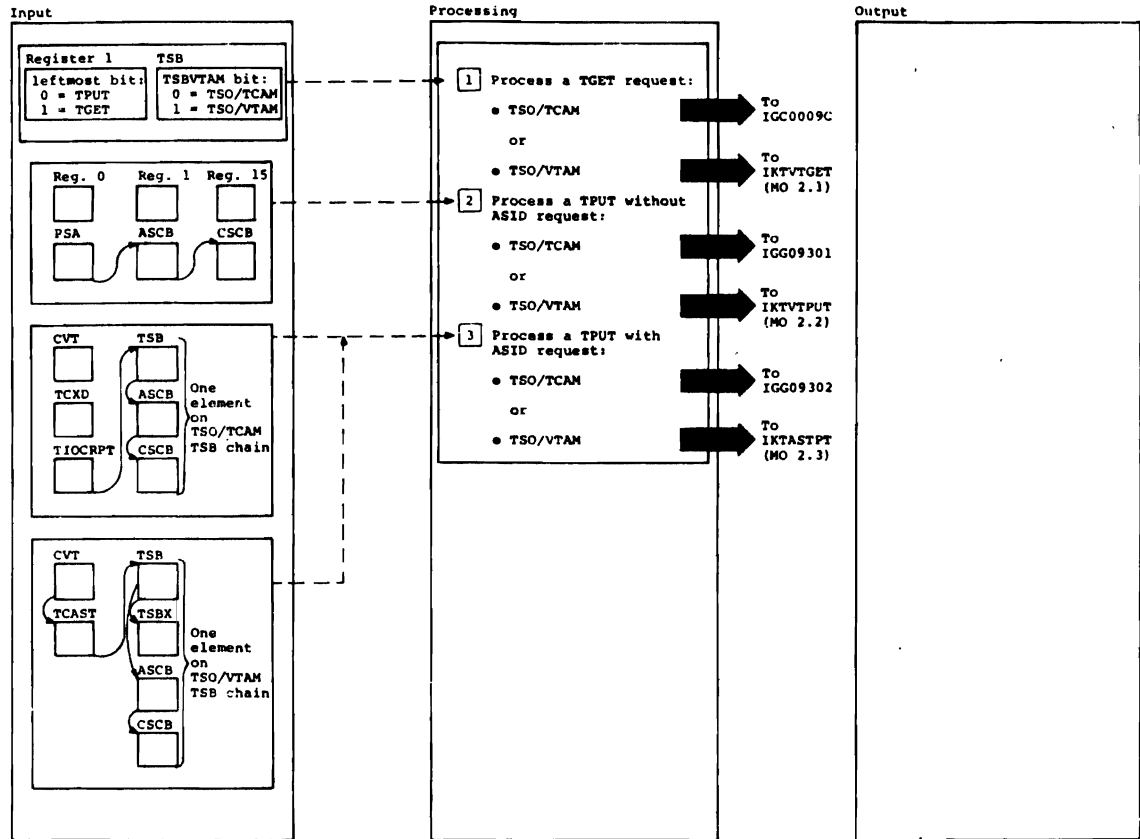 Input
Processing
Output
Register 1
leftmost bit:
0 = TPUT
1 = TGET
TSB
TSBVTAM bit:
0 = TSO/TCAM
1 = TSO/VTAM
Reg. 0 Reg. 1 Reg. 15
PSA ASCB CSCB
CVT
TCXD
TIOCRPT
TSB
ASCB
CSCB
One
element
on
TSO/TCAM
TSB chain
CVT
TCAST
TSB
TSBX
ASCB
CSCB
One
element
on
TSO/VTAM
TSB chain
1 Process a TGET request:
• TSO/TCAM
To
IGC0009C
or
• TSO/VTAM
To
IKTVTGET
(MO 2.1)
2 Process a TPUT without
ASID request:
• TSO/TCAM
To
IGG09301
or
• TSO/VTAM
To
IKTVTPUT
(MO 2.2)
3 Process a TPUT with
ASID request:
• TSO/TCAM
To
IGG09302
or
• TSO/VTAM
To
IKTASTPT
(MO 2.3)